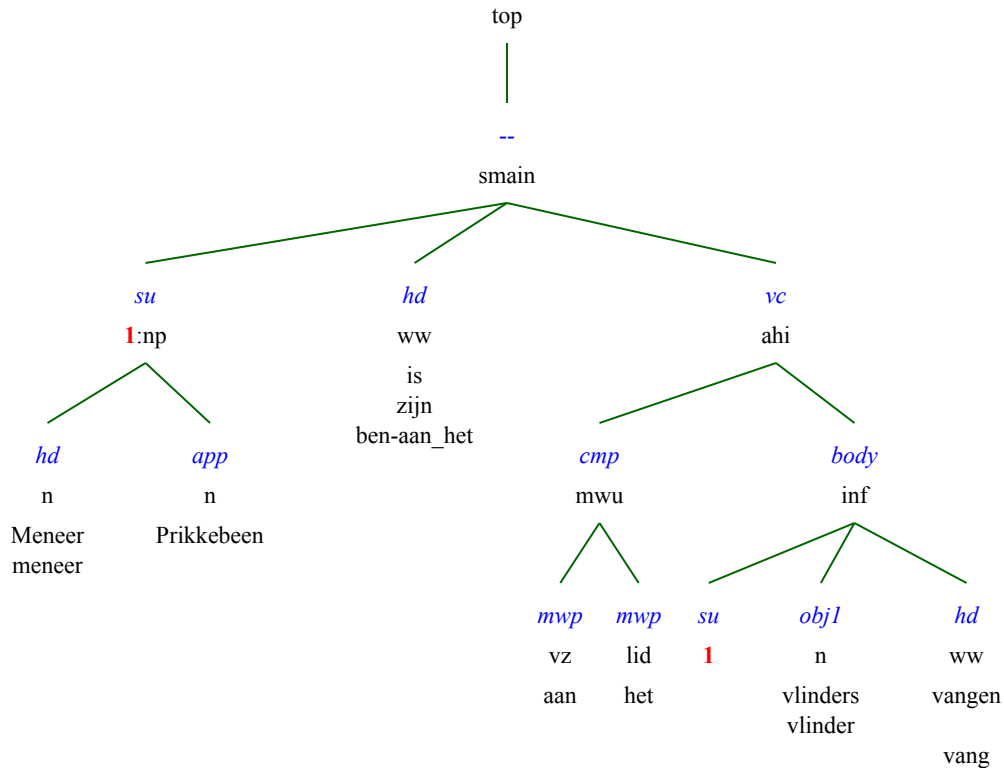 top
--
smain
su hd vc
1:np ww ahi
is
zijn
ben-aan_het
hd app cmp body
n n mwu inf
Meneer Prikkebeen
meneer
mwp mwp su obj1 hd
vz lid 1 n ww
aan het vlinders vangen
vlinder
vang